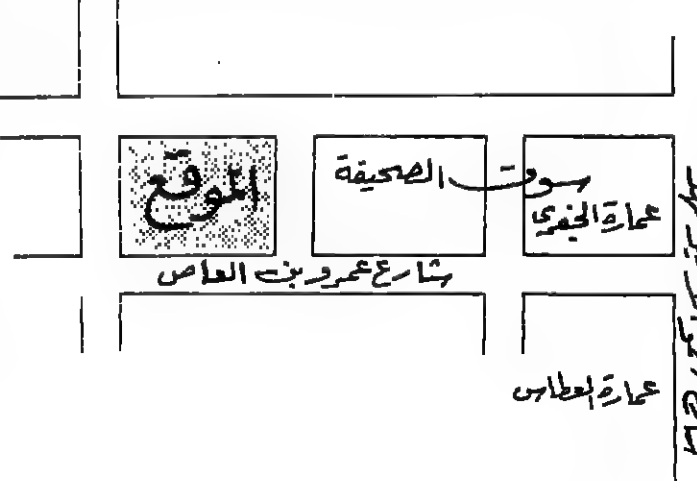 سوق الصحيفة
الموقع
عمارة الجفري
شارع عمرو بن العاص
عمارة العطاس